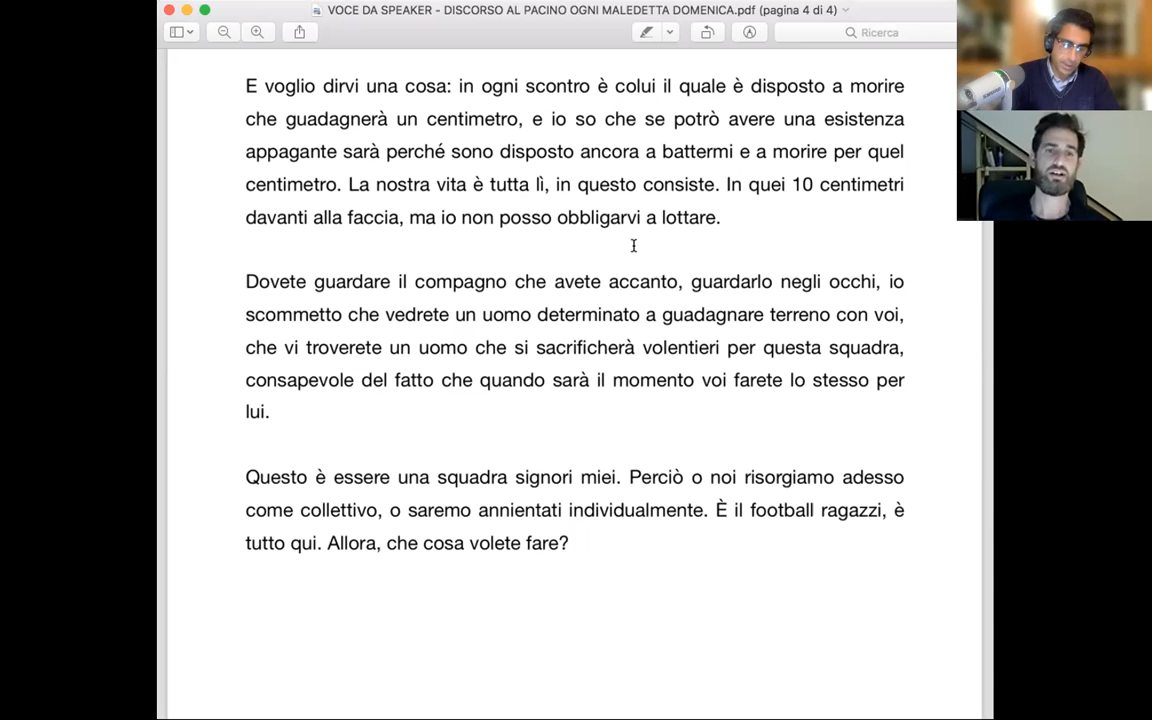 VOCE DA SPEAKER - DISCORSO AL PACINO OGNI MALEDETTA DOMENICA.pdf (pagina 4 di 4)
Ricerca
E voglio dirvi una cosa: in ogni scontro è colui il quale è disposto a morire
che guadagnerà un centimetro, e io so che se potrò avere una esistenza
appagante sarà perché sono disposto ancora a battermi e a morire per quel
centimetro. La nostra vita è tutta lì, in questo consiste. In quei 10 centimetri
davanti alla faccia, ma io non posso obbligarvi a lottare.
Dovete guardare il compagno che avete accanto, guardarlo negli occhi, io
scommetto che vedrete un uomo determinato a guadagnare terreno con voi,
che vi troverete un uomo che si sacrificherà volentieri per questa squadra,
consapevole del fatto che quando sarà il momento voi farete lo stesso per
lui.
Questo è essere una squadra signori miei. Perciò o noi risorgiamo adesso
come collettivo, o saremo annientati individualmente. È il football ragazzi, è
tutto qui. Allora, che cosa volete fare?